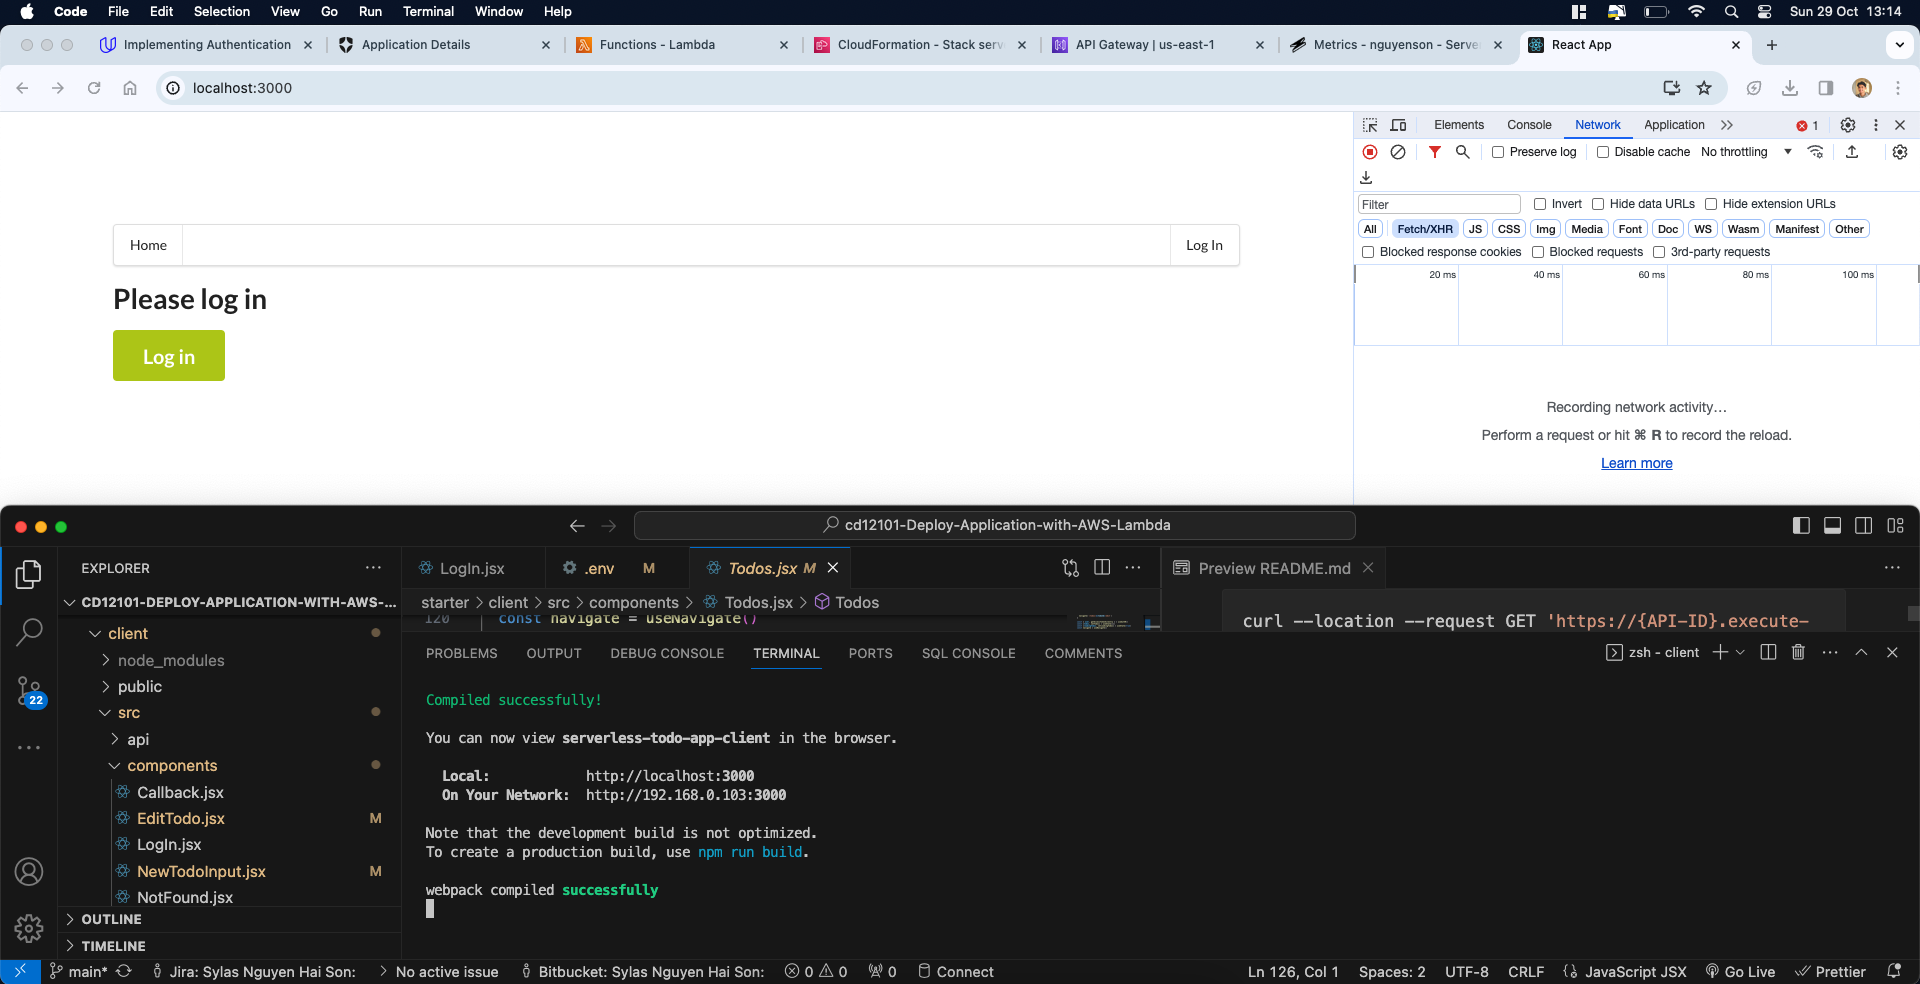 Code File Edit Selection View Go Run Terminal Window Help Sun 29 Oct 13:14
Implementing Authentication Application Details Functions - Lambda CloudFormation - Stack serv API Gateway | us-east-1 Metrics - nguyenson - Serve React App
localhost:3000
Elements Console Network Application 1
Preserve log Disable cache No throttling
Filter Invert Hide data URLs Hide extension URLs
All Fetch/XHR JS CSS Img Media Font Doc WS Wasm Manifest Other
Blocked response cookies Blocked requests 3rd-party requests
20 ms 40 ms 60 ms 80 ms 100 ms
Home Log In
Please log in
Log in
Recording network activity…
Perform a request or hit ⌘ R to record the reload.
Learn more
cd12101-Deploy-Application-with-AWS-Lambda
EXPLORER
LogIn.jsx .env M Todos.jsx M Preview README.md
CD12101-DEPLOY-APPLICATION-WITH-AWS-...
starter > client > src > components > Todos.jsx > Todos
120 const navigate = useNavigate()
curl --location --request GET 'https://{API-ID}.execute-
client
node_modules
public
src
api
components
Callback.jsx
EditTodo.jsx M
LogIn.jsx
NewTodoInput.jsx M
NotFound.jsx
OUTLINE
TIMELINE
22
PROBLEMS OUTPUT DEBUG CONSOLE TERMINAL PORTS SQL CONSOLE COMMENTS zsh - client
Compiled successfully!
You can now view serverless-todo-app-client in the browser.
Local: http://localhost:3000
On Your Network: http://192.168.0.103:3000
Note that the development build is not optimized.
To create a production build, use npm run build.
webpack compiled successfully
main* Jira: Sylas Nguyen Hai Son: No active issue Bitbucket: Sylas Nguyen Hai Son: 0 0 0 Connect Ln 126, Col 1 Spaces: 2 UTF-8 CRLF JavaScript JSX Go Live Prettier